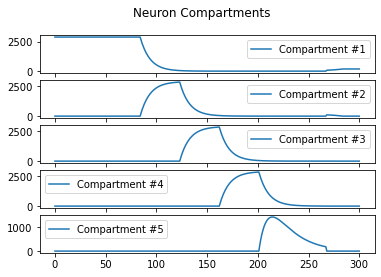 Neuron Compartments
2500
0
Compartment #1
2500
0
Compartment #2
2500
0
Compartment #3
2500
0
Compartment #4
1000
0
Compartment #5
0 50 100 150 200 250 300